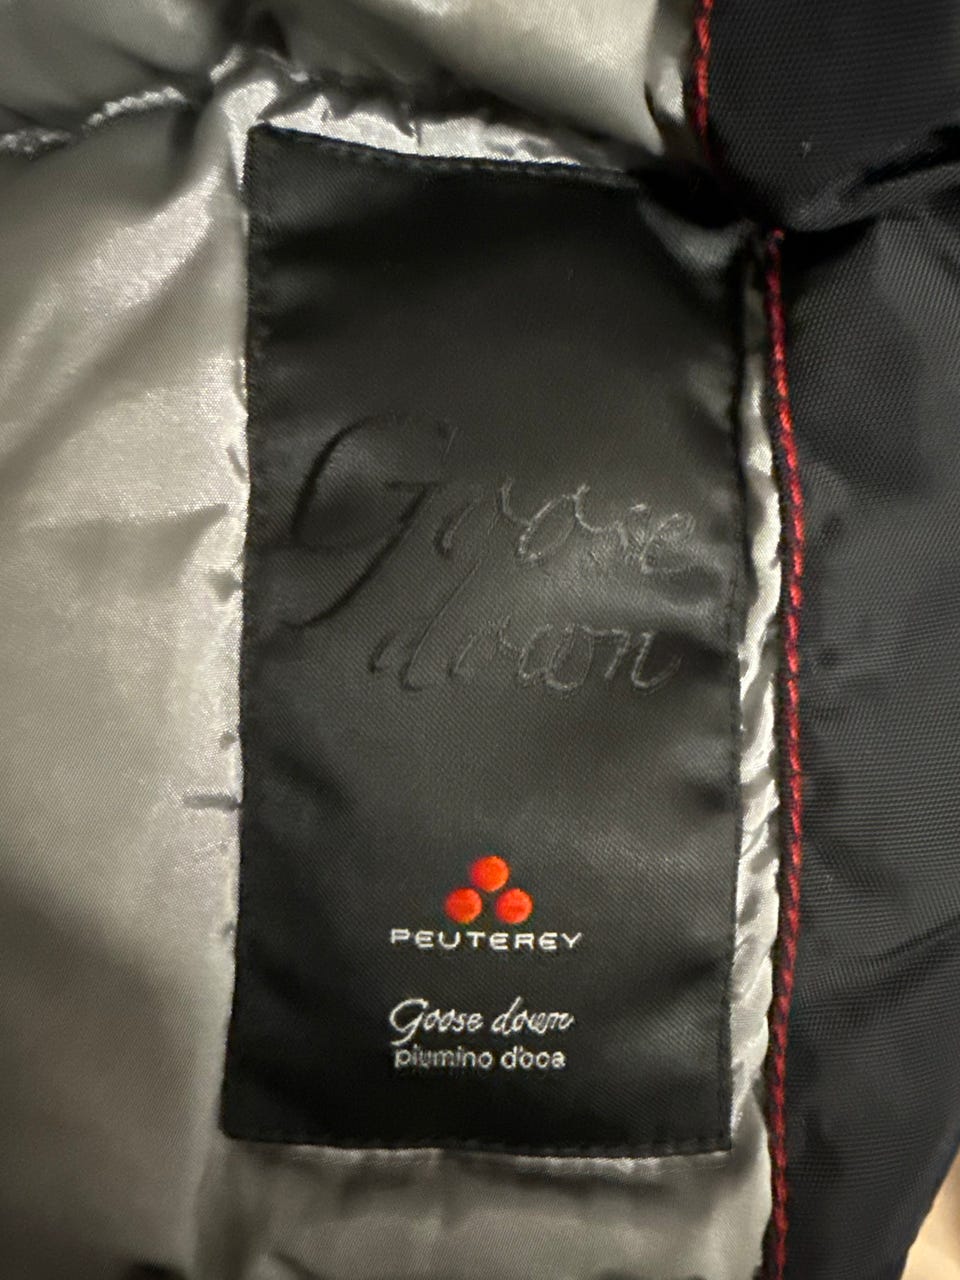 Goose
down
PEUTEREY
Goose down
piumino d'oca